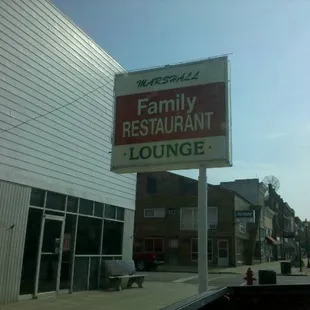 MARSHALL
Family
RESTAURANT
· LOUNGE ·